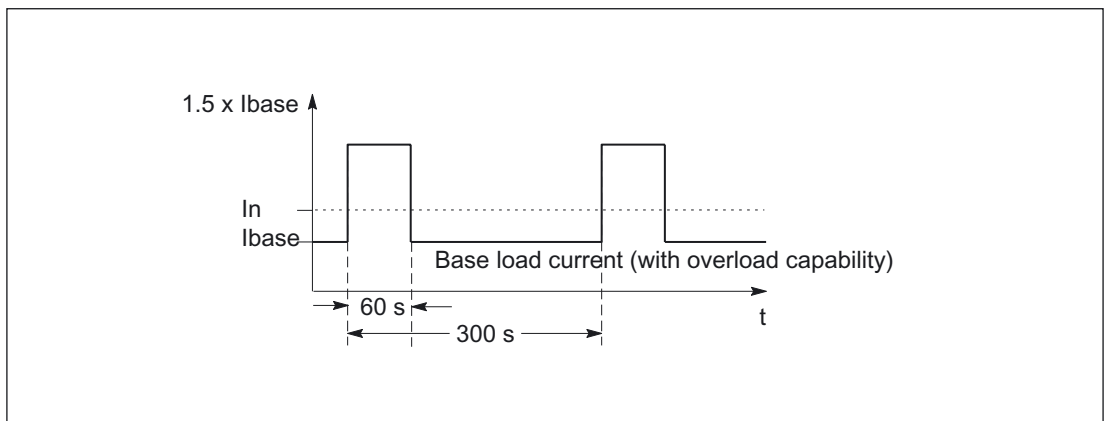 1.5 x Ibase
In
Ibase
Base load current (with overload capability)
60 s
t
300 s